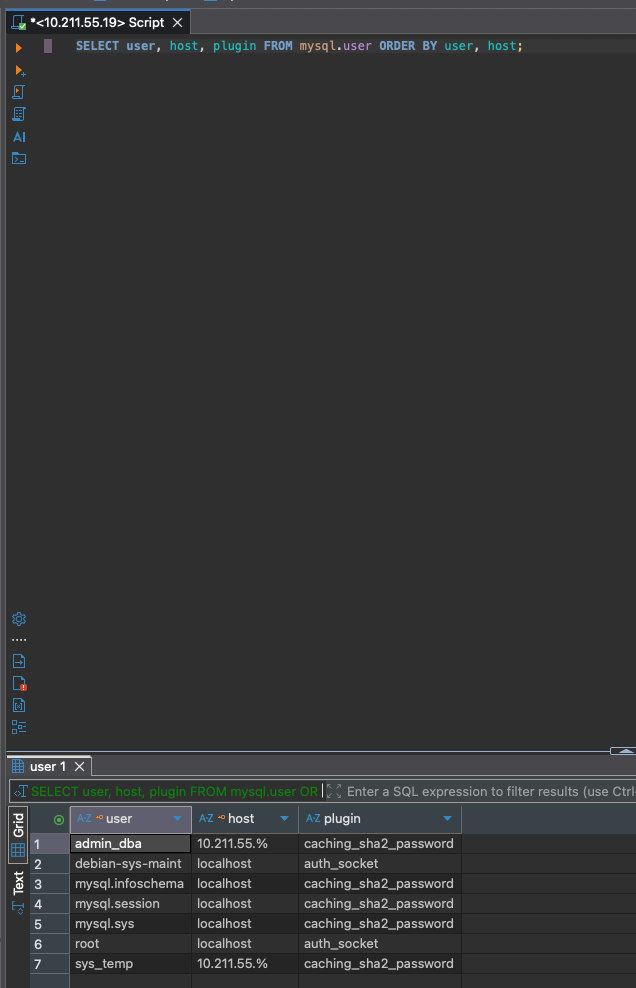 *<10.211.55.19> Script
SELECT user, host, plugin FROM mysql.user ORDER BY user, host;
AI
user 1
SELECT user, host, plugin FROM mysql.user OR
Enter a SQL expression to filter results (use Ctrl
Grid
Text
A-Z user A-Z host A-Z plugin
1 admin_dba 10.211.55.% caching_sha2_password
2 debian-sys-maint localhost auth_socket
3 mysql.infoschema localhost caching_sha2_password
4 mysql.session localhost caching_sha2_password
5 mysql.sys localhost caching_sha2_password
6 root localhost auth_socket
7 sys_temp 10.211.55.% caching_sha2_password